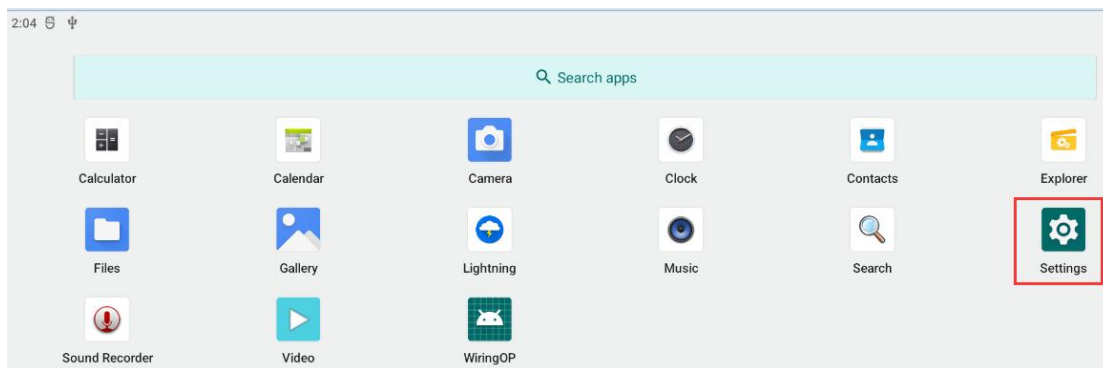 2:04
Search apps
Calculator Calendar Camera Clock Contacts Explorer
Files Gallery Lightning Music Search Settings
Sound Recorder Video WiringOP